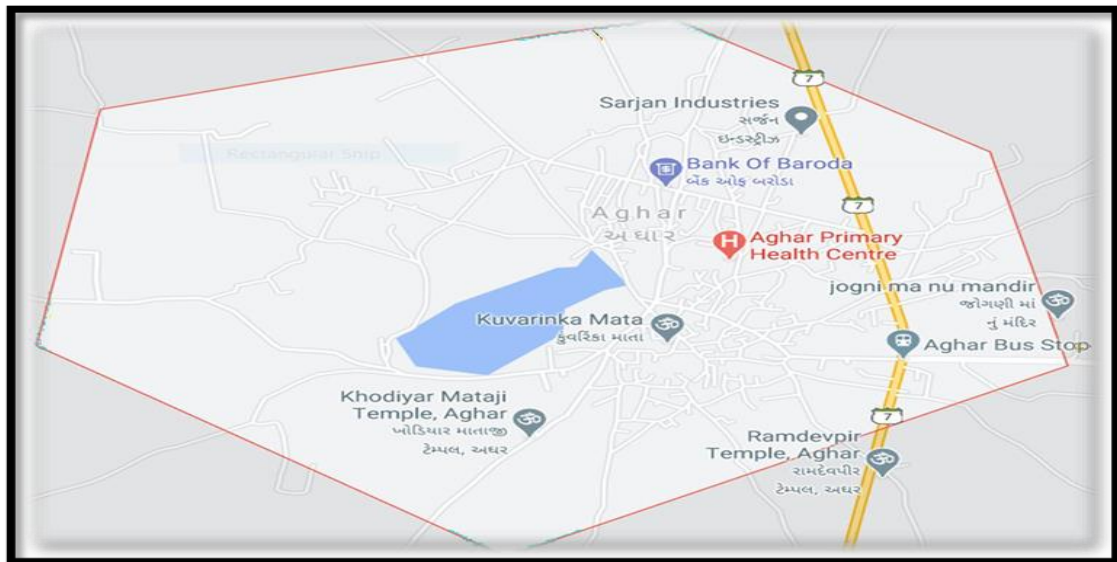 7
Sarjan Industries
સર્જન
ઇન્ડસ્ટ્રીઝ
Rectangular Snip
Bank Of Baroda
બેંક ઓફ બરોડા
7
Aghar
અઘાર
Aghar Primary
Health Centre
jogni ma nu mandir
જોગણી માં
નું મંદિર
Kuvarinka Mata
કુવરિકા માતા
Aghar Bus Stop
Khodiyar Mataji
Temple, Aghar
ખોડિયાર માતાજી
ટેમ્પલ, અઘર
7
Ramdevpir
Temple, Aghar
રામદેવપીર
ટેમ્પલ, અઘર